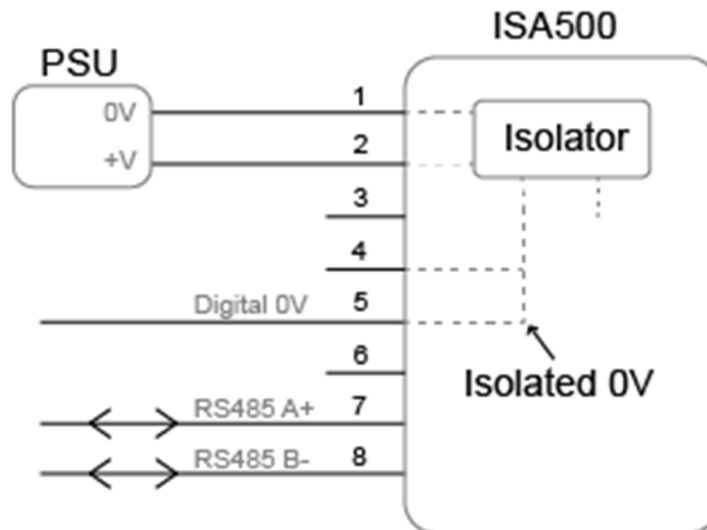 ISA500
PSU
0V
1
Isolator
+V
2
3
4
Digital 0V
5
Isolated 0V
6
RS485 A+
7
RS485 B-
8